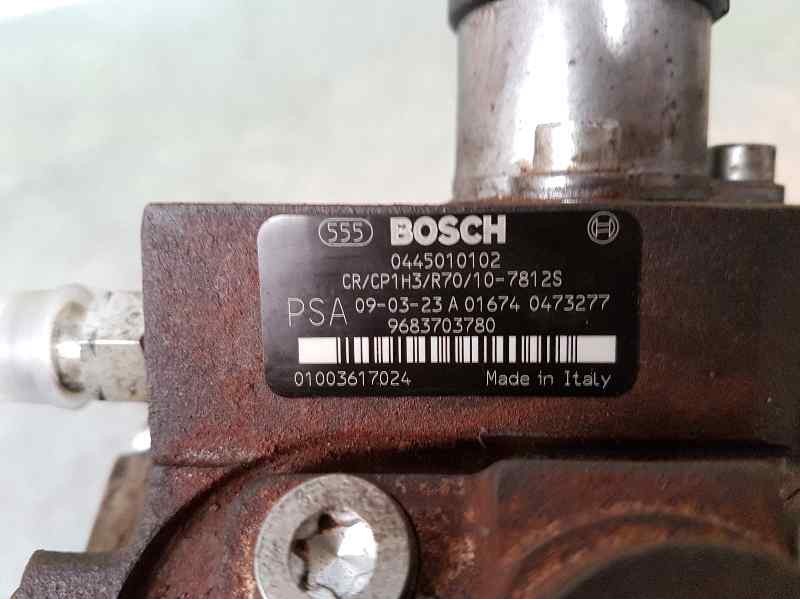 555 BOSCH
0445010102
CR/CP1H3/R70/10-7812S
PSA 09-03-23 A 01674 0473277
9683703780
01003617024 Made in Italy